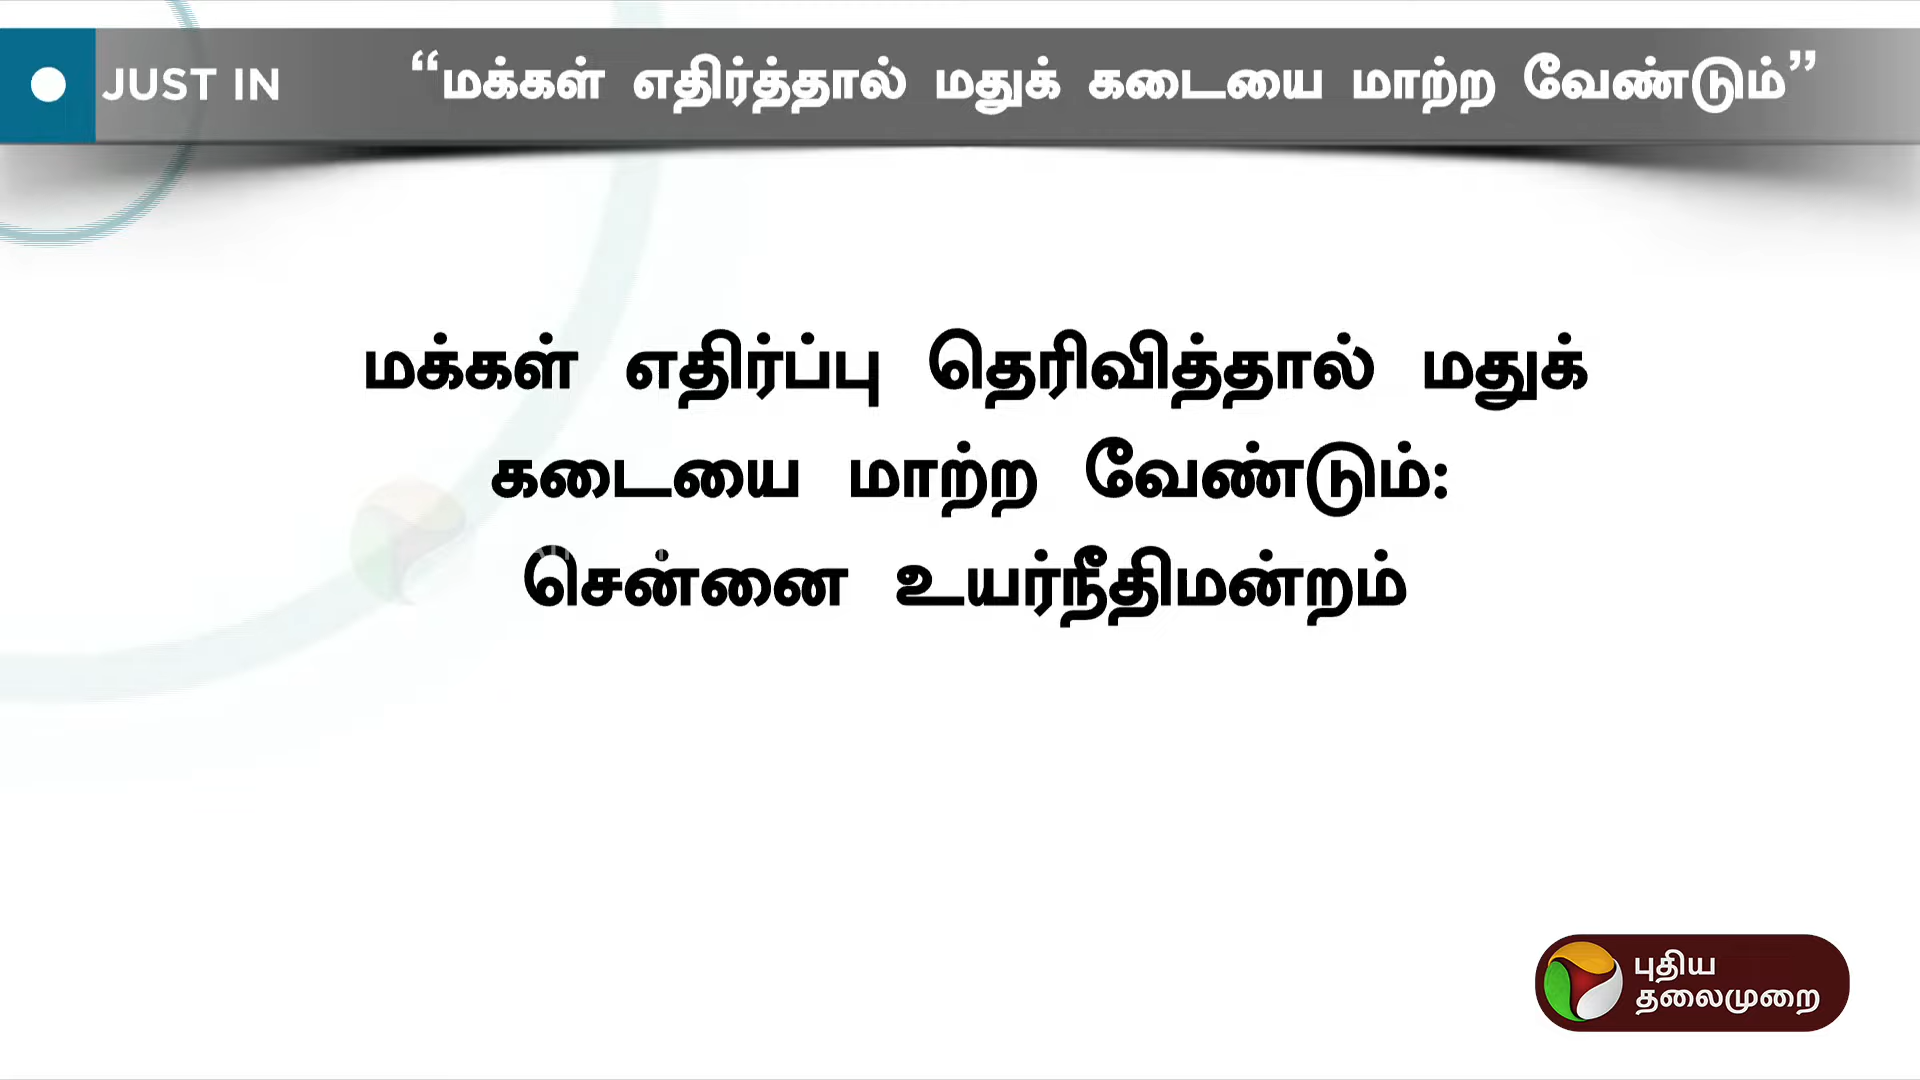 JUST IN
“மக்கள் எதிர்த்தால் மதுக் கடையை மாற்ற வேண்டும்”
மக்கள் எதிர்ப்பு தெரிவித்தால் மதுக்
கடையை மாற்ற வேண்டும்:
சென்னை உயர்நீதிமன்றம்
புதிய
தலைமுறை